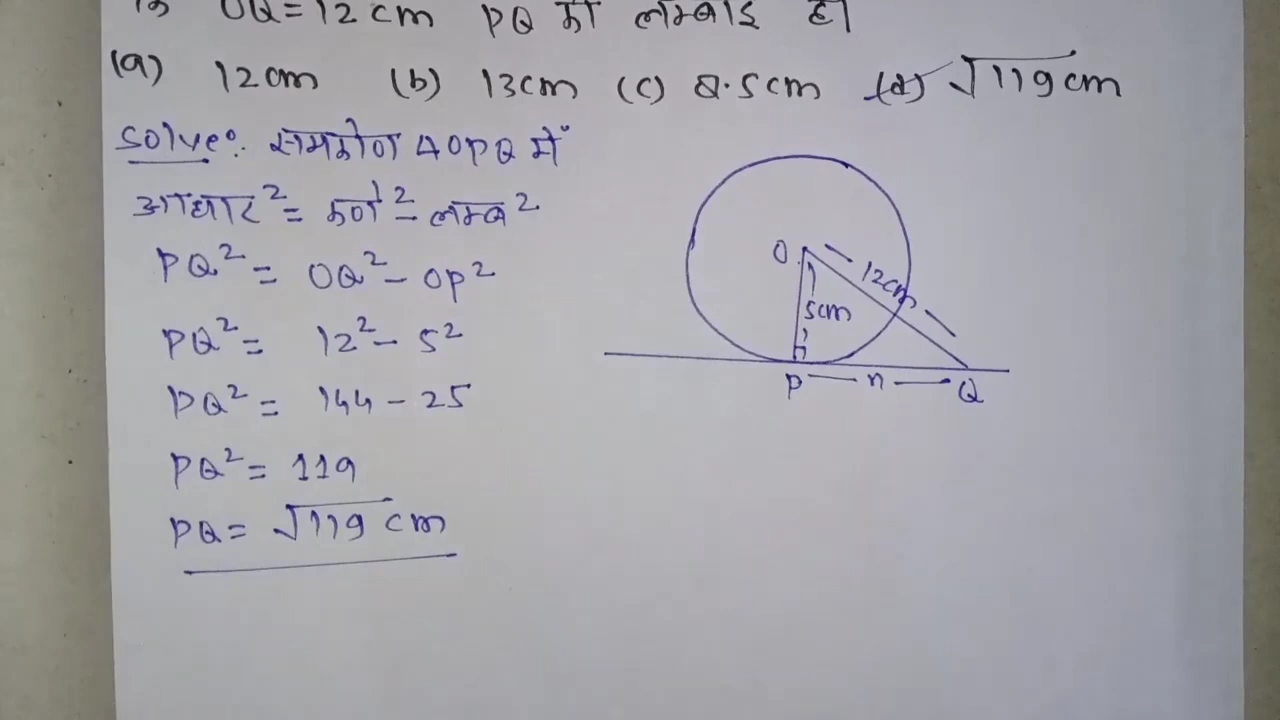 कि OQ = 12 cm PQ की लम्बाई है।
(a) 12cm (b) 13cm (c) 8.5cm (d) √119 cm
Solve:. समकोण ΔOPQ में
आधार² = कर्ण² - लम्ब²
PQ² = OQ² - OP²
PQ² = 12² - 5²
PQ² = 144 - 25
PQ² = 119
PQ = √119 cm
O
12cm
5cm
P — n — Q